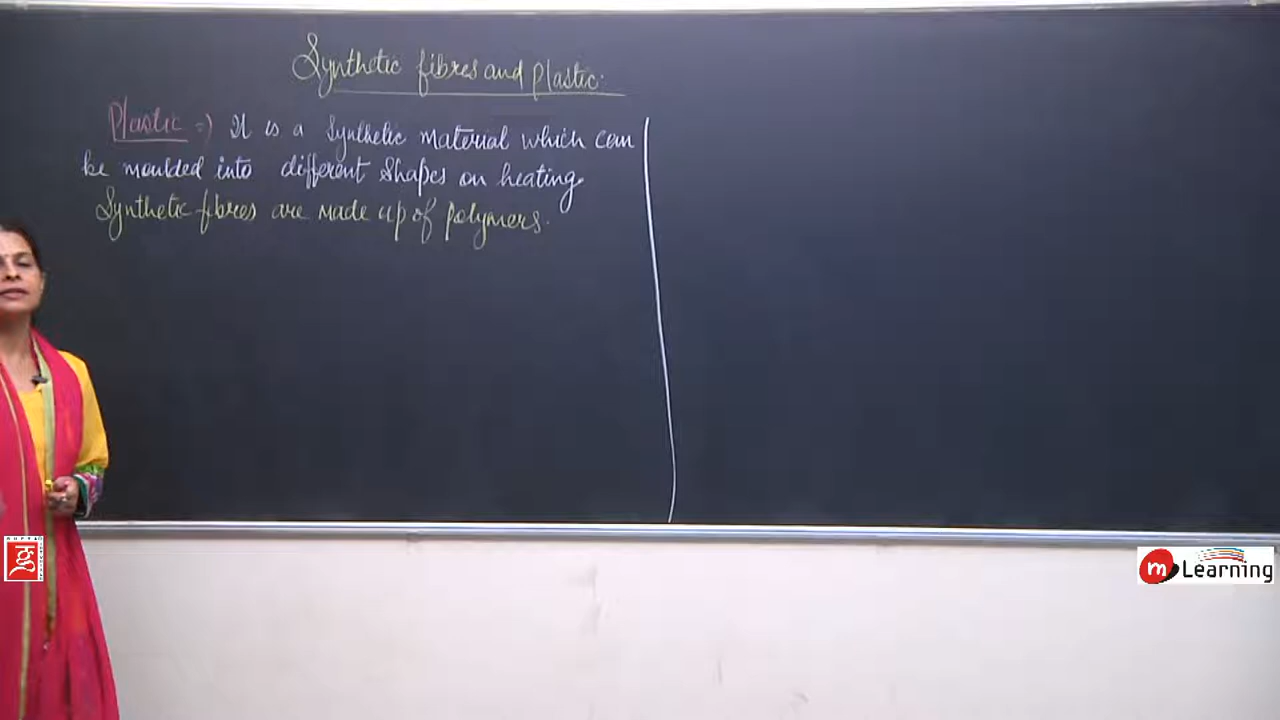 Synthetic fibres and Plastic.
Plastic => It is a synthetic material which can
be moulded into different shapes on heating.
Synthetic fibres are made up of polymers.
m Learning